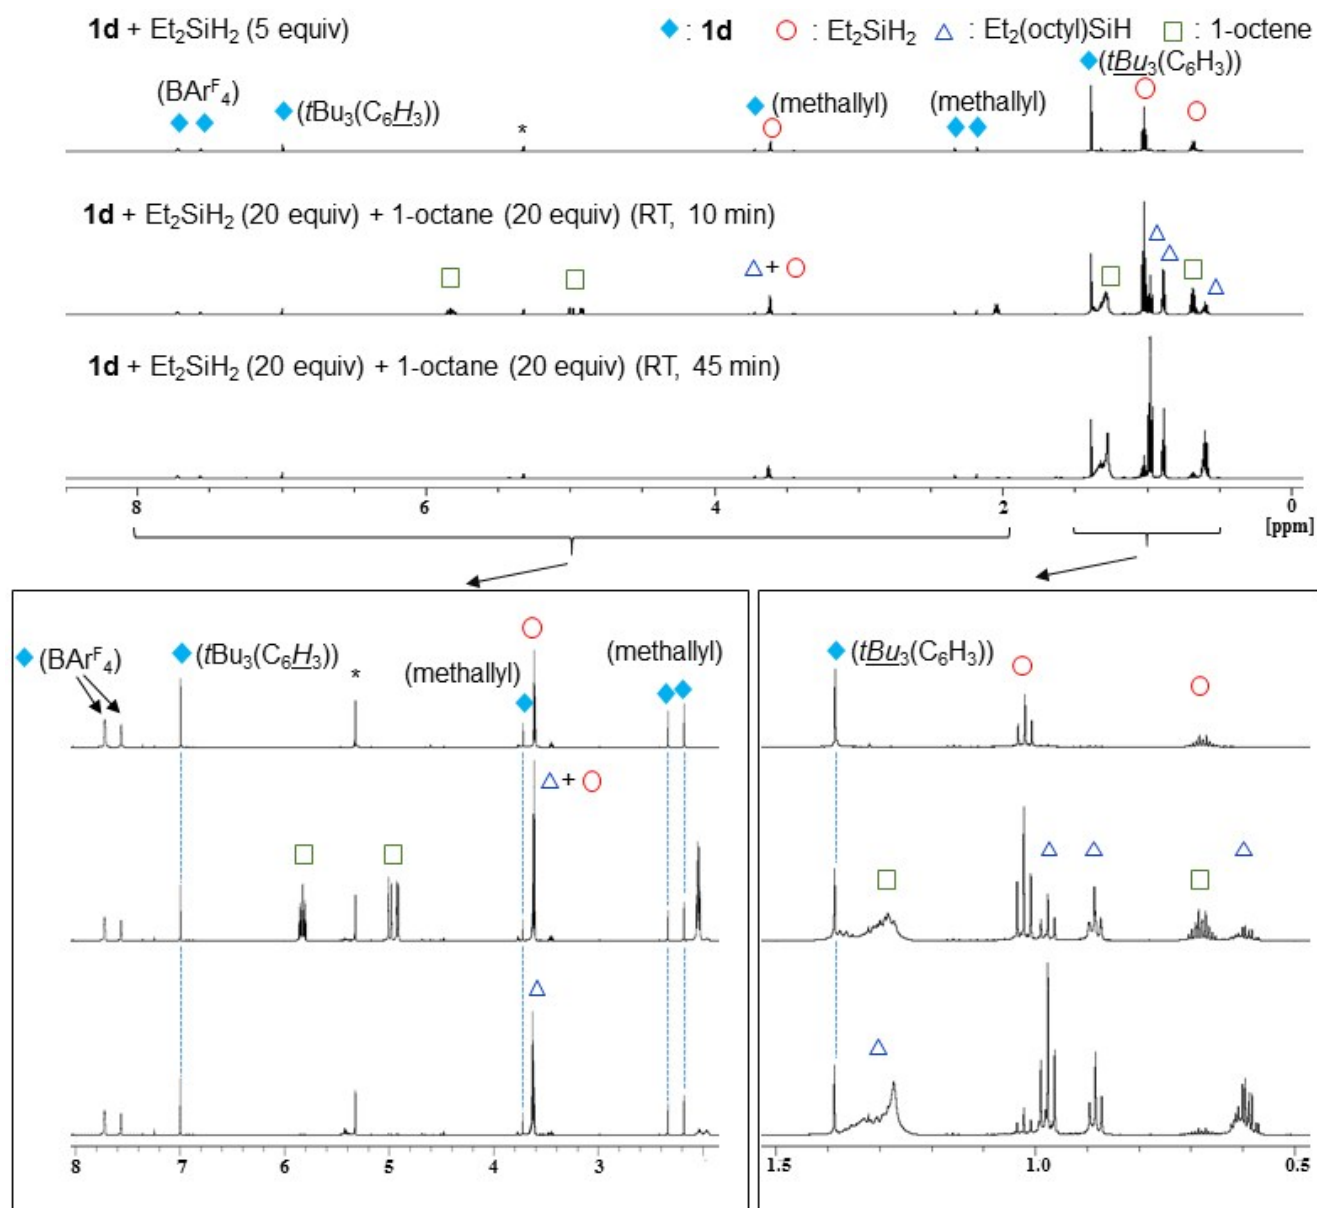 1d + Et₂SiH₂ (5 equiv)
: 1d : Et₂SiH₂ : Et₂(octyl)SiH : 1-octene
(tBu₃(C₆H₃))
(BArF₄)
(tBu₃(C₆H₃))
*
(methallyl)
(methallyl)
1d + Et₂SiH₂ (20 equiv) + 1-octane (20 equiv) (RT, 10 min)
+
1d + Et₂SiH₂ (20 equiv) + 1-octane (20 equiv) (RT, 45 min)
8 6 4 2 0
[ppm]
(BArF₄)
(tBu₃(C₆H₃))
*
(methallyl)
(methallyl)
+
8 7 6 5 4 3
(tBu₃(C₆H₃))
1.5 1.0 0.5